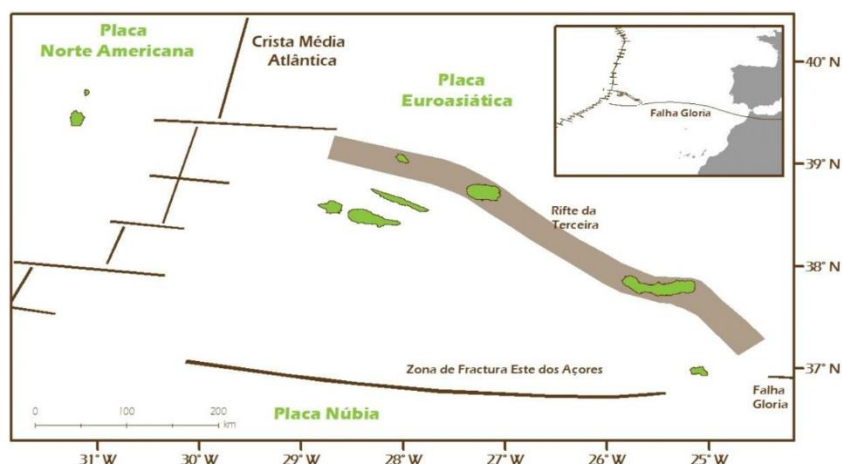 Placa
Norte Americana
Crista Média
Atlântica
Placa
Euroasiática
Falha Gloria
40° N
39° N
Rifte da
Terceira
38° N
Zona de Fractura Este dos Açores
37° N
Falha
Gloria
Placa Núbia
0 100 200
km
31° W 30° W 29° W 28° W 27° W 26° W 25° W